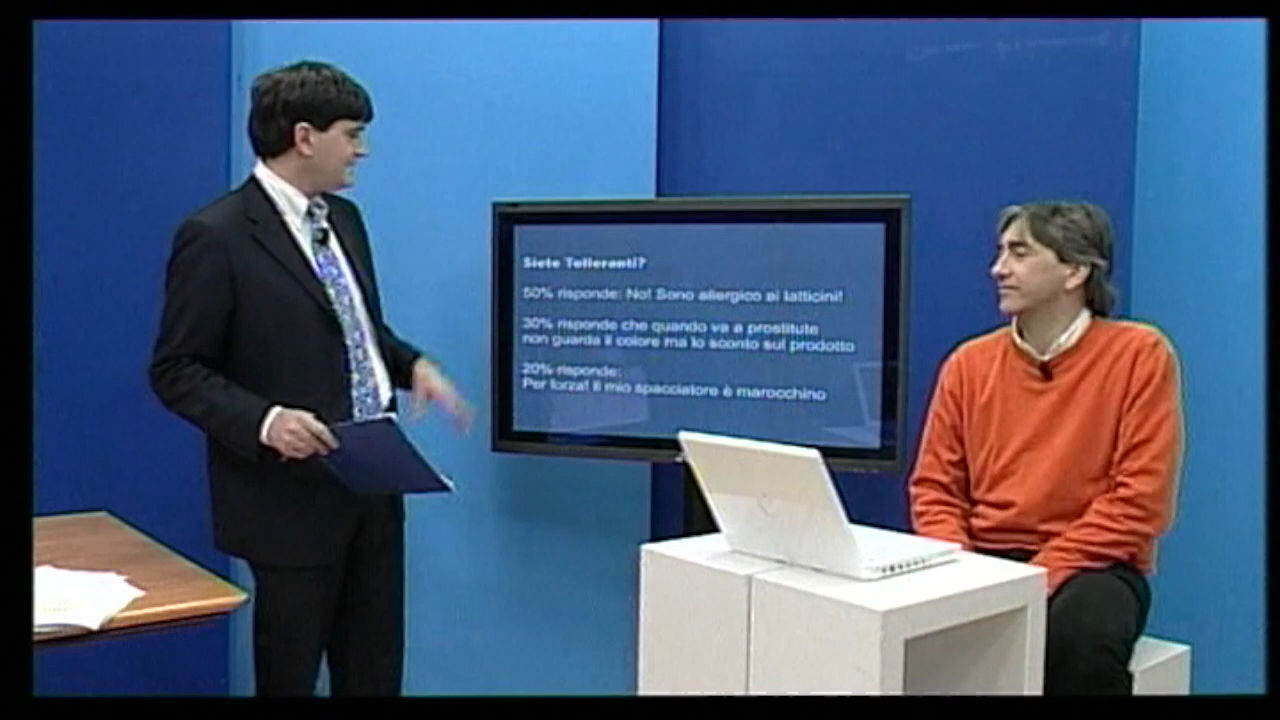 Siete Tolleranti?
50% risponde: No! Sono allergico ai latticini!
30% risponde che quando va a prostitute
non guarda il colore ma lo sconto sul prodotto
20% risponde:
Per forza! Il mio spacciatore è marocchino